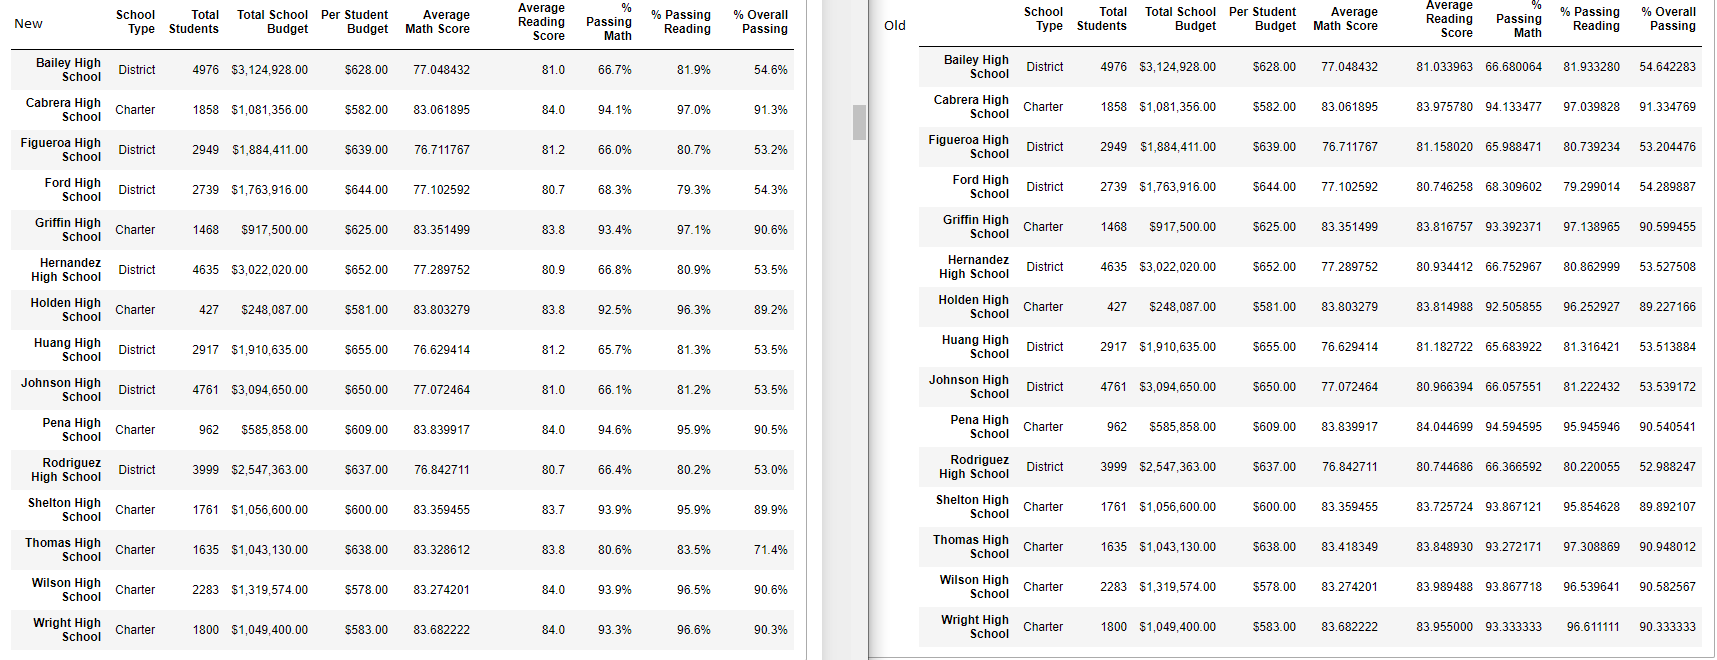 New
School Type Total Students Total School Budget Per Student Budget Average Math Score Average Reading Score % Passing Math % Passing Reading % Overall Passing
Bailey High School District 4976 $3,124,928.00 $628.00 77.048432 81.0 66.7% 81.9% 54.6%
Cabrera High School Charter 1858 $1,081,356.00 $582.00 83.061895 84.0 94.1% 97.0% 91.3%
Figueroa High School District 2949 $1,884,411.00 $639.00 76.711767 81.2 66.0% 80.7% 53.2%
Ford High School District 2739 $1,763,916.00 $644.00 77.102592 80.7 68.3% 79.3% 54.3%
Griffin High School Charter 1468 $917,500.00 $625.00 83.351499 83.8 93.4% 97.1% 90.6%
Hernandez High School District 4635 $3,022,020.00 $652.00 77.289752 80.9 66.8% 80.9% 53.5%
Holden High School Charter 427 $248,087.00 $581.00 83.803279 83.8 92.5% 96.3% 89.2%
Huang High School District 2917 $1,910,635.00 $655.00 76.629414 81.2 65.7% 81.3% 53.5%
Johnson High School District 4761 $3,094,650.00 $650.00 77.072464 81.0 66.1% 81.2% 53.5%
Pena High School Charter 962 $585,858.00 $609.00 83.839917 84.0 94.6% 95.9% 90.5%
Rodriguez High School District 3999 $2,547,363.00 $637.00 76.842711 80.7 66.4% 80.2% 53.0%
Shelton High School Charter 1761 $1,056,600.00 $600.00 83.359455 83.7 93.9% 95.9% 89.9%
Thomas High School Charter 1635 $1,043,130.00 $638.00 83.328612 83.8 80.6% 83.5% 71.4%
Wilson High School Charter 2283 $1,319,574.00 $578.00 83.274201 84.0 93.9% 96.5% 90.6%
Wright High School Charter 1800 $1,049,400.00 $583.00 83.682222 84.0 93.3% 96.6% 90.3%
Old
School Type Total Students Total School Budget Per Student Budget Average Math Score Average Reading Score % Passing Math % Passing Reading % Overall Passing
Bailey High School District 4976 $3,124,928.00 $628.00 77.048432 81.033963 66.680064 81.933280 54.642283
Cabrera High School Charter 1858 $1,081,356.00 $582.00 83.061895 83.975780 94.133477 97.039828 91.334769
Figueroa High School District 2949 $1,884,411.00 $639.00 76.711767 81.158020 65.988471 80.739234 53.204476
Ford High School District 2739 $1,763,916.00 $644.00 77.102592 80.746258 68.309602 79.299014 54.289887
Griffin High School Charter 1468 $917,500.00 $625.00 83.351499 83.816757 93.392371 97.138965 90.599455
Hernandez High School District 4635 $3,022,020.00 $652.00 77.289752 80.934412 66.752967 80.862999 53.527508
Holden High School Charter 427 $248,087.00 $581.00 83.803279 83.814988 92.505855 96.252927 89.227166
Huang High School District 2917 $1,910,635.00 $655.00 76.629414 81.182722 65.683922 81.316421 53.513884
Johnson High School District 4761 $3,094,650.00 $650.00 77.072464 80.966394 66.057551 81.222432 53.539172
Pena High School Charter 962 $585,858.00 $609.00 83.839917 84.044699 94.594595 95.945946 90.540541
Rodriguez High School District 3999 $2,547,363.00 $637.00 76.842711 80.744686 66.366592 80.220055 52.988247
Shelton High School Charter 1761 $1,056,600.00 $600.00 83.359455 83.725724 93.867121 95.854628 89.892107
Thomas High School Charter 1635 $1,043,130.00 $638.00 83.418349 83.848930 93.272171 97.308869 90.948012
Wilson High School Charter 2283 $1,319,574.00 $578.00 83.274201 83.989488 93.867718 96.539641 90.582567
Wright High School Charter 1800 $1,049,400.00 $583.00 83.682222 83.955000 93.333333 96.611111 90.333333